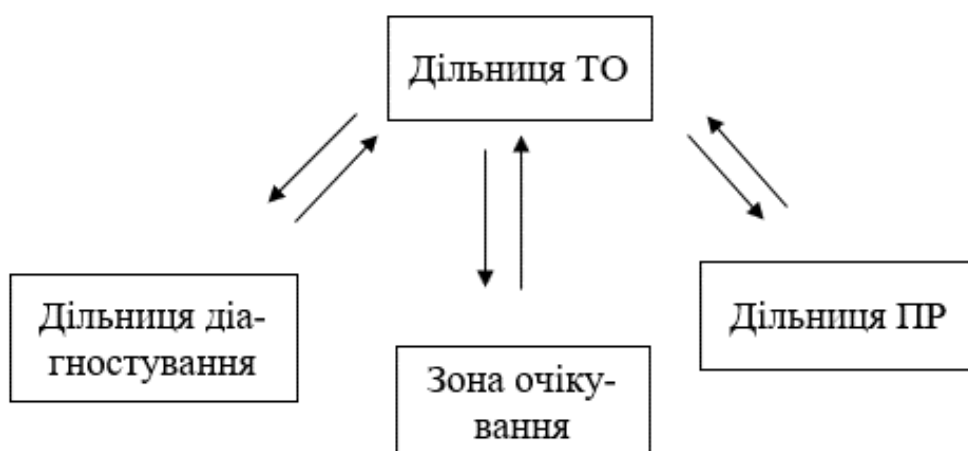 Дільниця ТО
Дільниця діа-
гностування
Зона очіку-
вання
Дільниця ПР